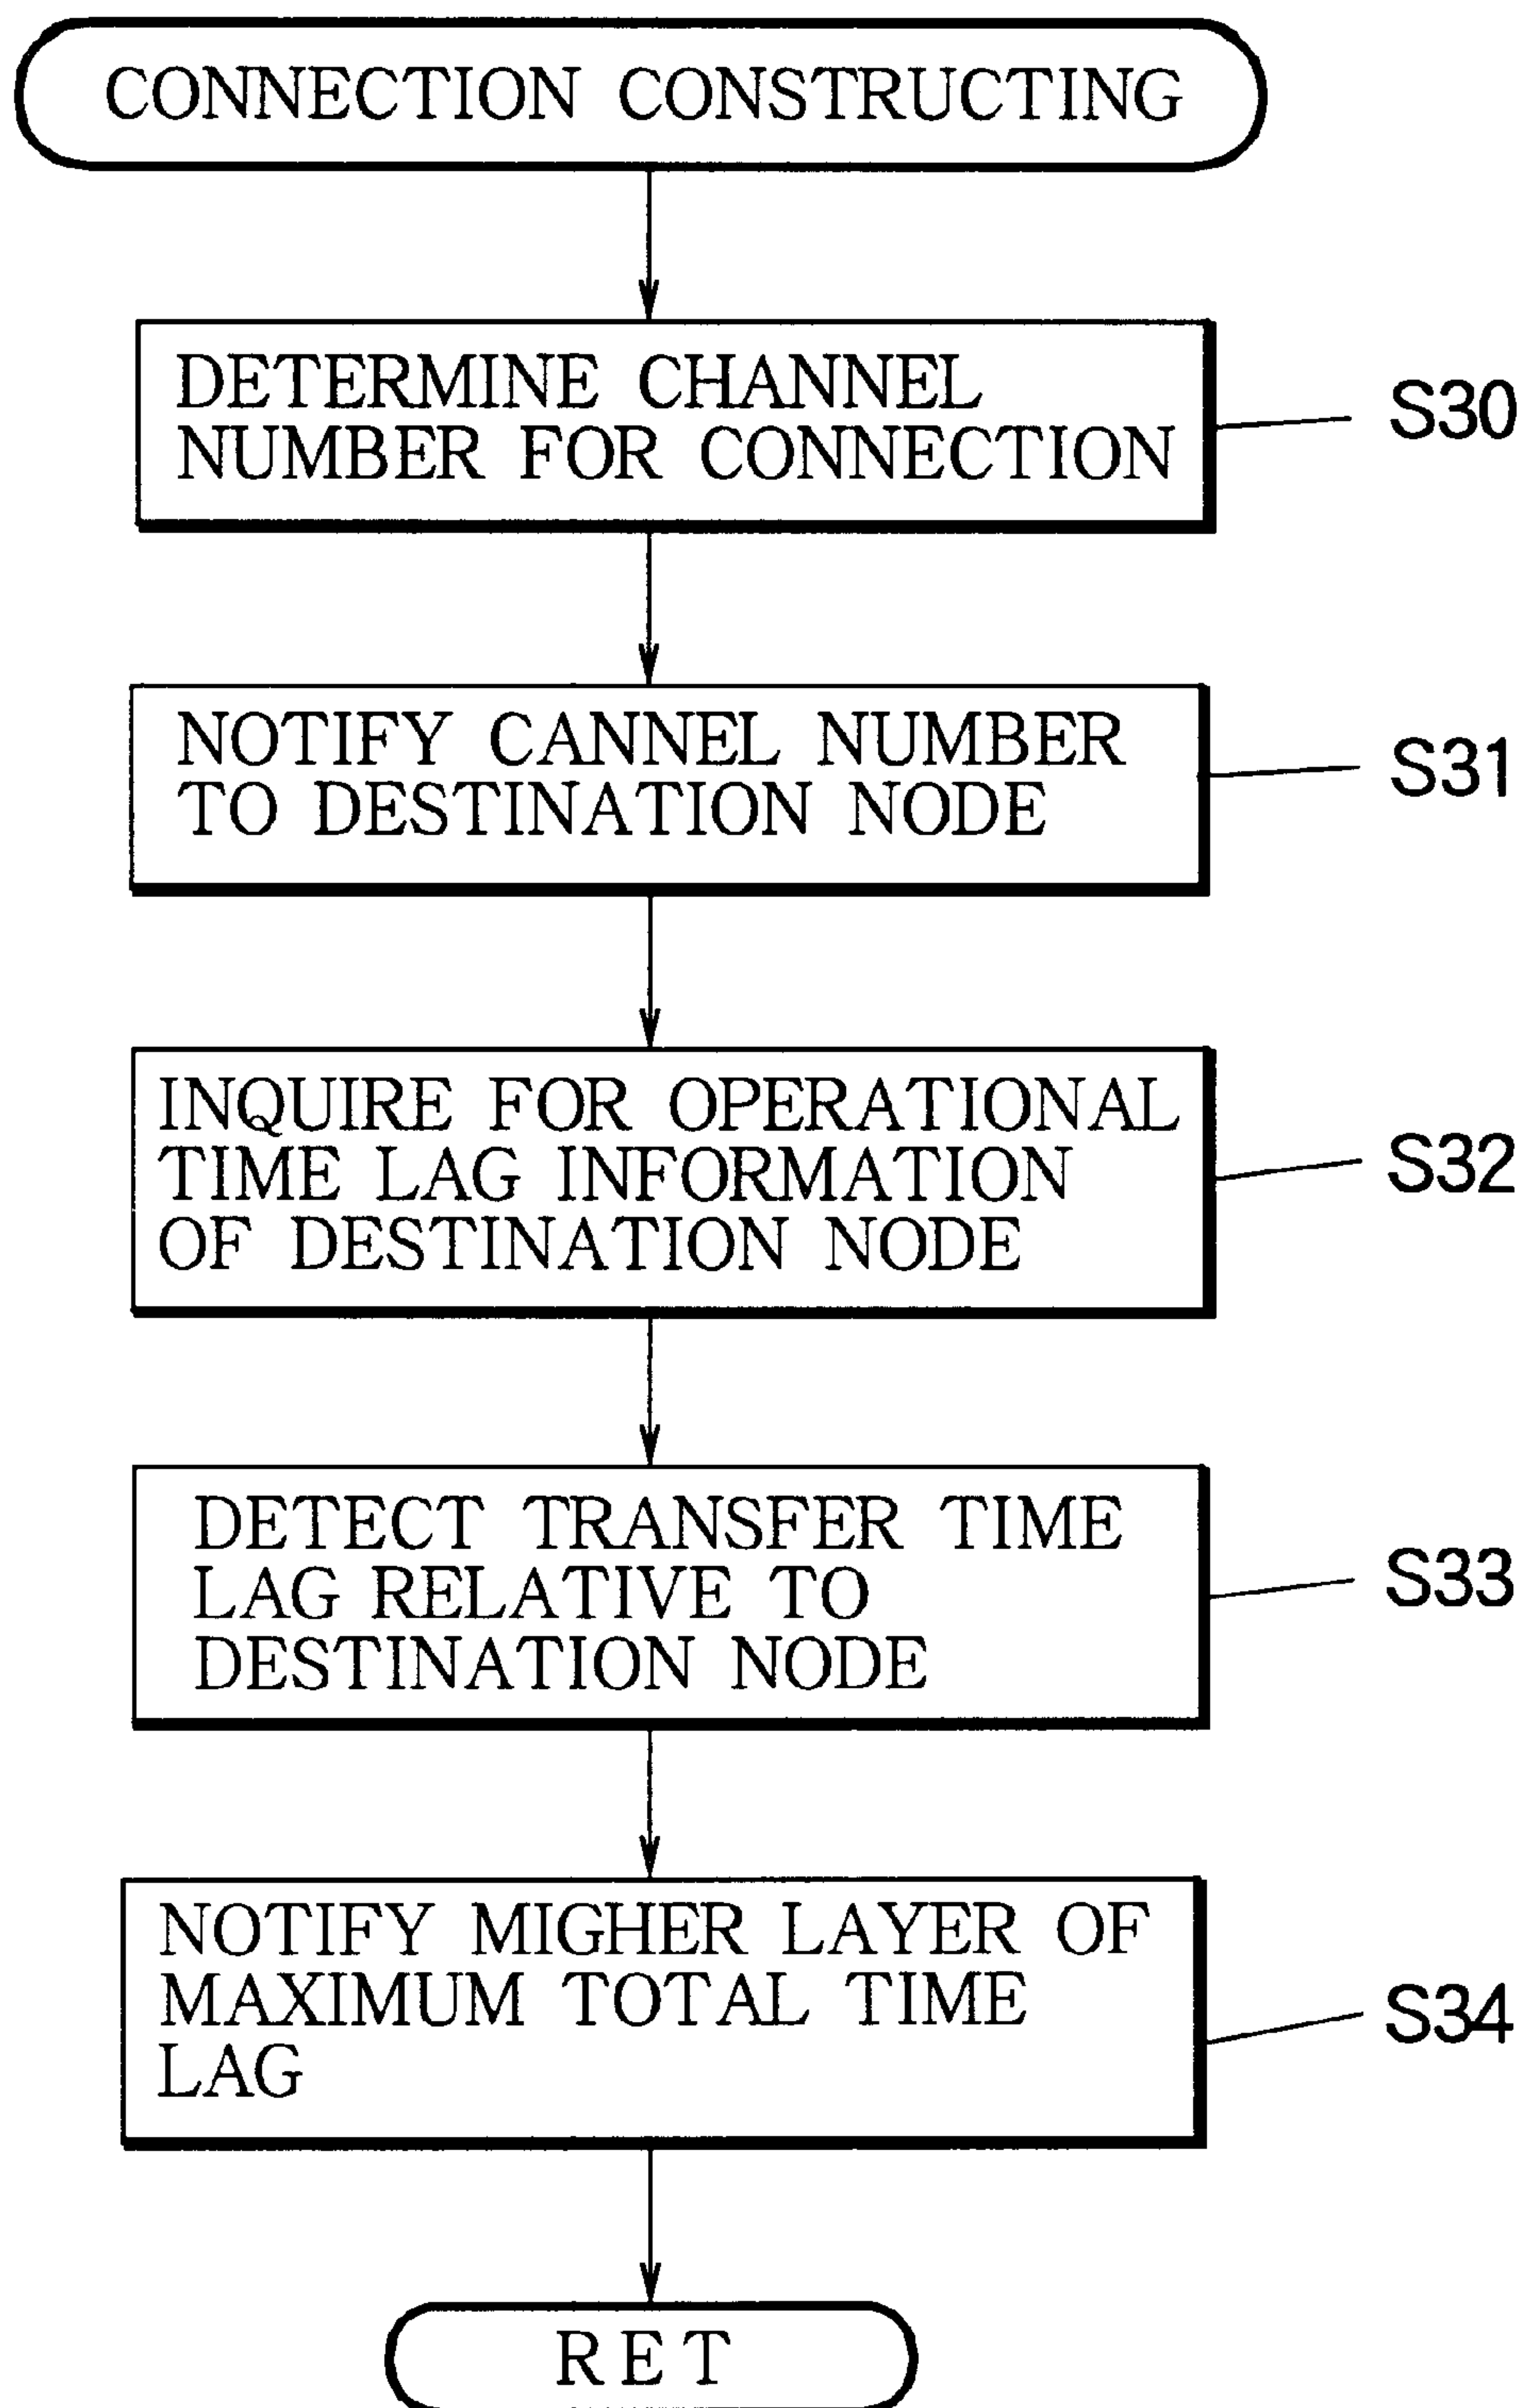 CONNECTION CONSTRUCTING
DETERMINE CHANNEL
NUMBER FOR CONNECTION
S30
NOTIFY CANNEL NUMBER
TO DESTINATION NODE
S31
INQUIRE FOR OPERATIONAL
TIME LAG INFORMATION
OF DESTINATION NODE
S32
DETECT TRANSFER TIME
LAG RELATIVE TO
DESTINATION NODE
S33
NOTIFY MIGHER LAYER OF
MAXIMUM TOTAL TIME
LAG
S34
RET